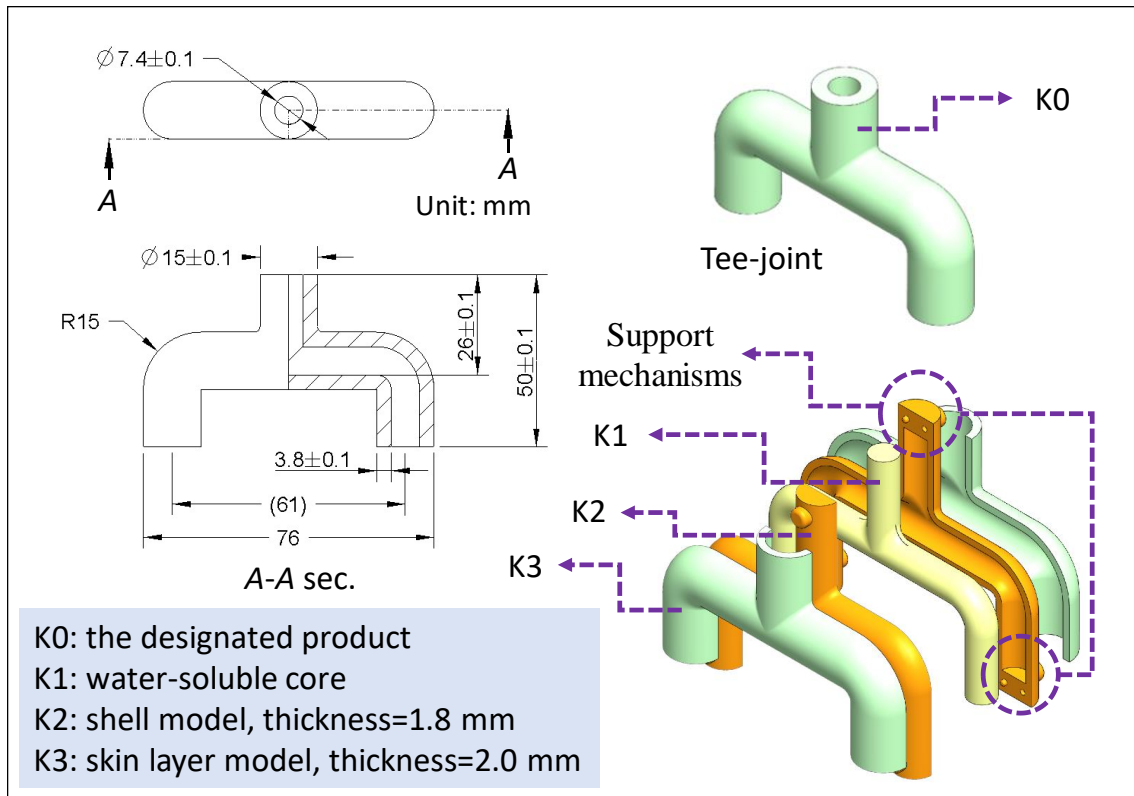 ∅7.4±0.1
A
A
Unit: mm
K0
Tee-joint
∅15±0.1
R15
26±0.1
50±0.1
3.8±0.1
(61)
76
A-A sec.
Support
mechanisms
K1
K2
K3
K0: the designated product
K1: water-soluble core
K2: shell model, thickness=1.8 mm
K3: skin layer model, thickness=2.0 mm